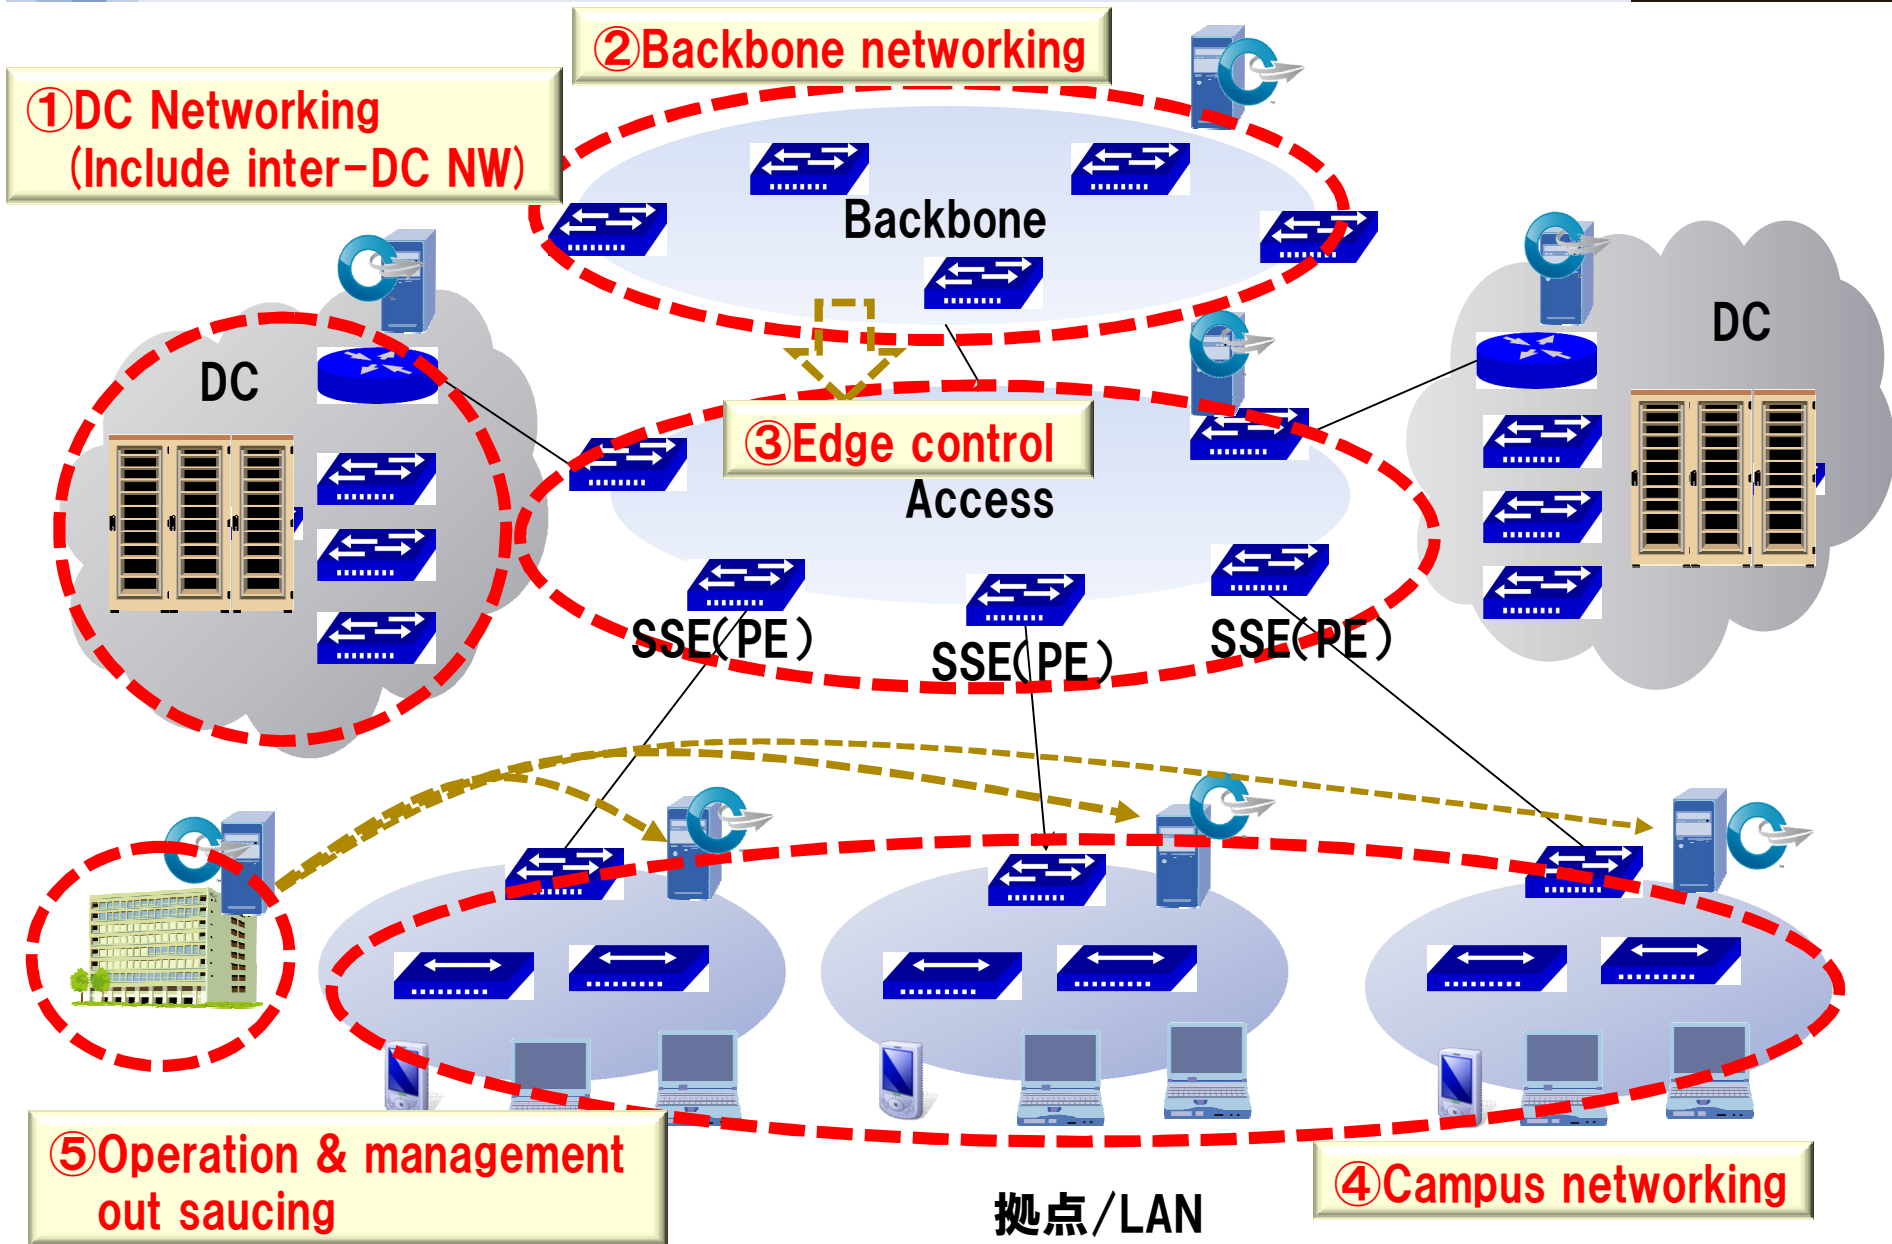 ②Backbone networking
①DC Networking
(Include inter-DC NW)
Backbone
DC
DC
③Edge control
Access
SSE(PE)
SSE(PE)
SSE(PE)
⑤Operation & management
out saucing
④Campus networking
拠点/LAN